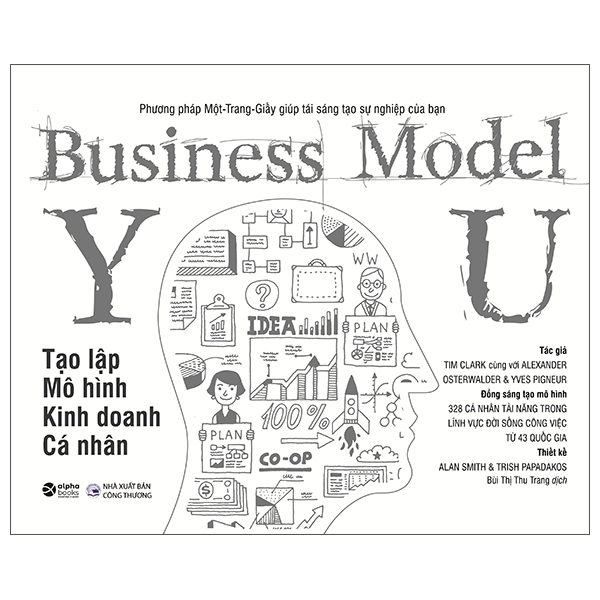 Phương pháp Một-Trang-Giấy giúp tái sáng tạo sự nghiệp của bạn
Business Model
Y U
WW
IDEA
PLAN
PLAN
100%
CO-OP
Tạo lập
Mô hình
Kinh doanh
Cá nhân
Tác giả
TIM CLARK cùng với ALEXANDER
OSTERWALDER & YVES PIGNEUR
Đồng sáng tạo mô hình
328 CÁ NHÂN TÀI NĂNG TRONG
LĨNH VỰC ĐỜI SỐNG CÔNG VIỆC
TỪ 43 QUỐC GIA
Thiết kế
ALAN SMITH & TRISH PAPADAKOS
Bùi Thị Thu Trang dịch
alpha
books
NHÀ XUẤT BẢN
CÔNG THƯƠNG